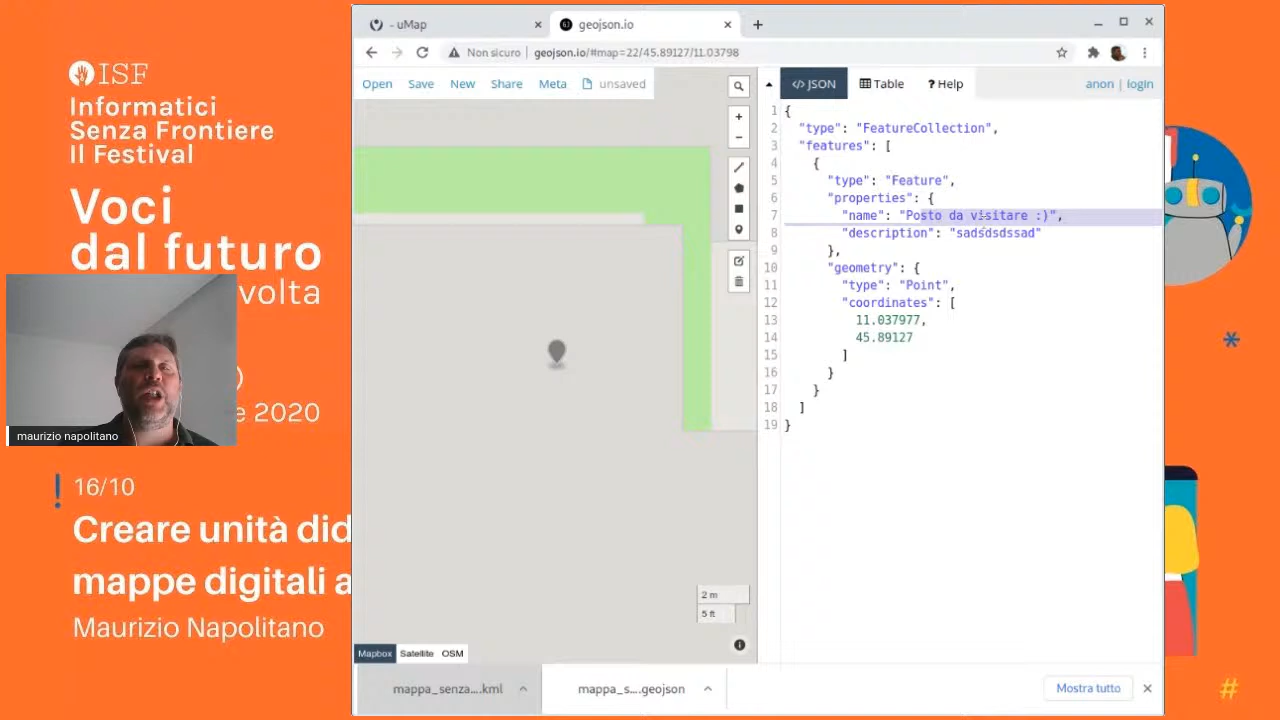 ISF
Informatici
Senza Frontiere
Il Festival
Voci
dal futuro
volta
)
e 2020
maurizio napolitano
16/10
Creare unità did
mappe digitali a
Maurizio Napolitano
- uMap
geojson.io
Non sicuro
geojson.io/#map=22/45.89127/11.03798
Open Save New Share Meta unsaved
</> JSON Table ? Help anon | login
+
−
1 {
2 "type": "FeatureCollection",
3 "features": [
4 {
5 "type": "Feature",
6 "properties": {
7 "name": "Posto da visitare :)",
8 "description": "sadsdsdssad"
9 },
10 "geometry": {
11 "type": "Point",
12 "coordinates": [
13 11.037977,
14 45.89127
15 ]
16 }
17 }
18 ]
19 }
2 m
5 ft
Mapbox Satellite OSM
mappa_senza....kml
mappa_s....geojson
Mostra tutto
#